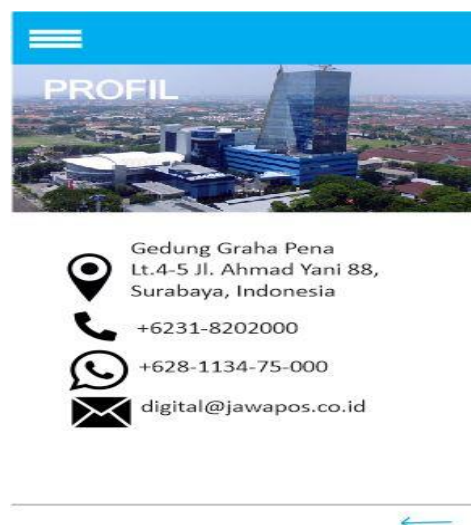 PROFIL
Gedung Graha Pena
Lt.4-5 Jl. Ahmad Yani 88,
Surabaya, Indonesia
+6231-8202000
+628-1134-75-000
digital@jawapos.co.id